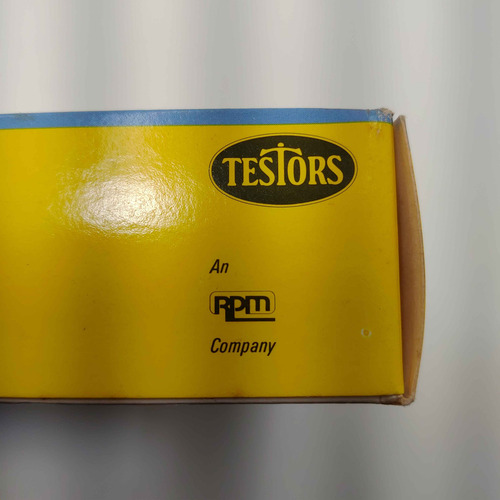 TESTORS
An
RPM
Company